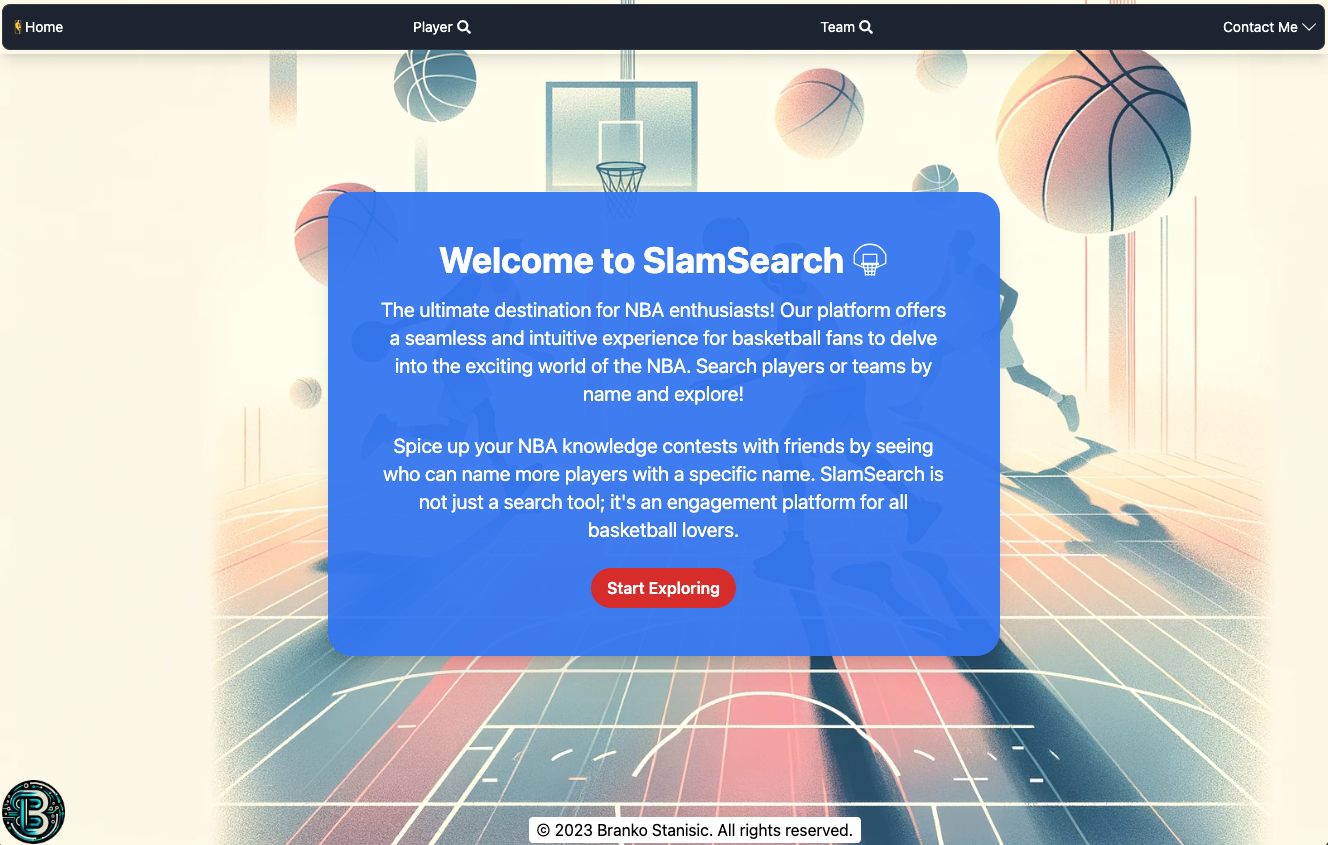 Home
Player
Team
Contact Me
Welcome to SlamSearch
The ultimate destination for NBA enthusiasts! Our platform offers
a seamless and intuitive experience for basketball fans to delve
into the exciting world of the NBA. Search players or teams by
name and explore!
Spice up your NBA knowledge contests with friends by seeing
who can name more players with a specific name. SlamSearch is
not just a search tool; it's an engagement platform for all
basketball lovers.
Start Exploring
B
© 2023 Branko Stanisic. All rights reserved.